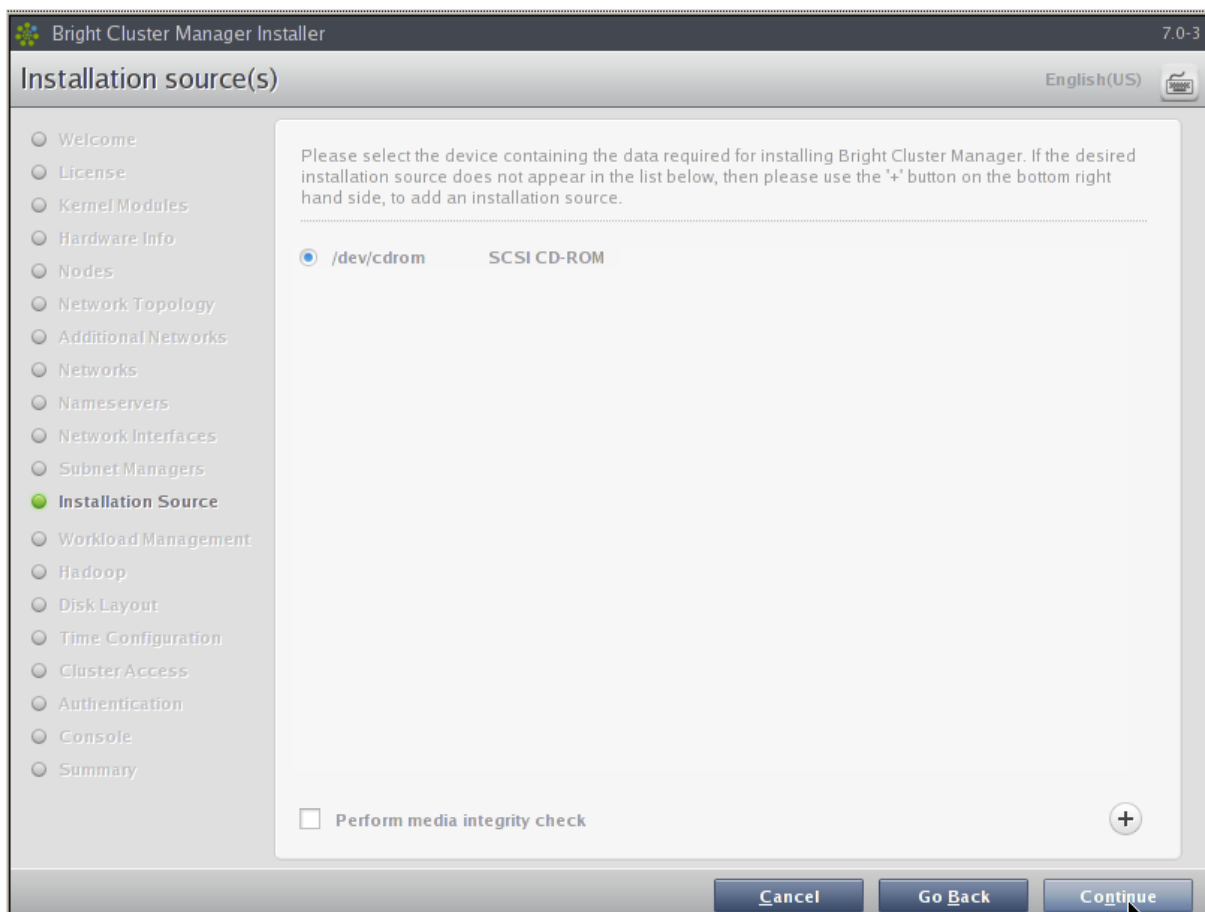 Bright Cluster Manager Installer
7.0-3
Installation source(s)
English(US)
Welcome
License
Kernel Modules
Hardware Info
Nodes
Network Topology
Additional Networks
Networks
Nameservers
Network Interfaces
Subnet Managers
Installation Source
Workload Management
Hadoop
Disk Layout
Time Configuration
Cluster Access
Authentication
Console
Summary
Please select the device containing the data required for installing Bright Cluster Manager. If the desired
installation source does not appear in the list below, then please use the '+' button on the bottom right
hand side, to add an installation source.
/dev/cdrom SCSI CD-ROM
Perform media integrity check
+
Cancel
Go Back
Continue